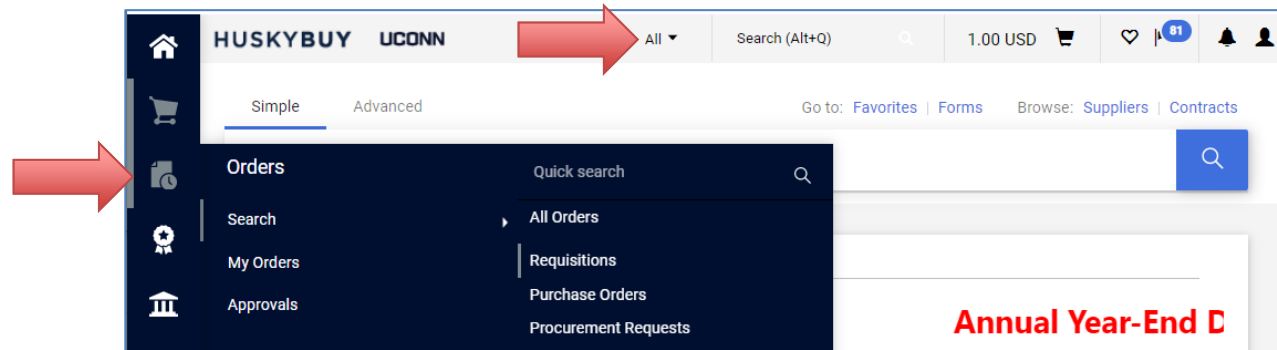 HUSKYBUY UCONN All Search (Alt+Q) 1.00 USD 81
Simple Advanced Go to: Favorites | Forms Browse: Suppliers | Contracts
Orders Quick search
Search All Orders
My Orders Requisitions
Approvals Purchase Orders
Procurement Requests
Annual Year-End